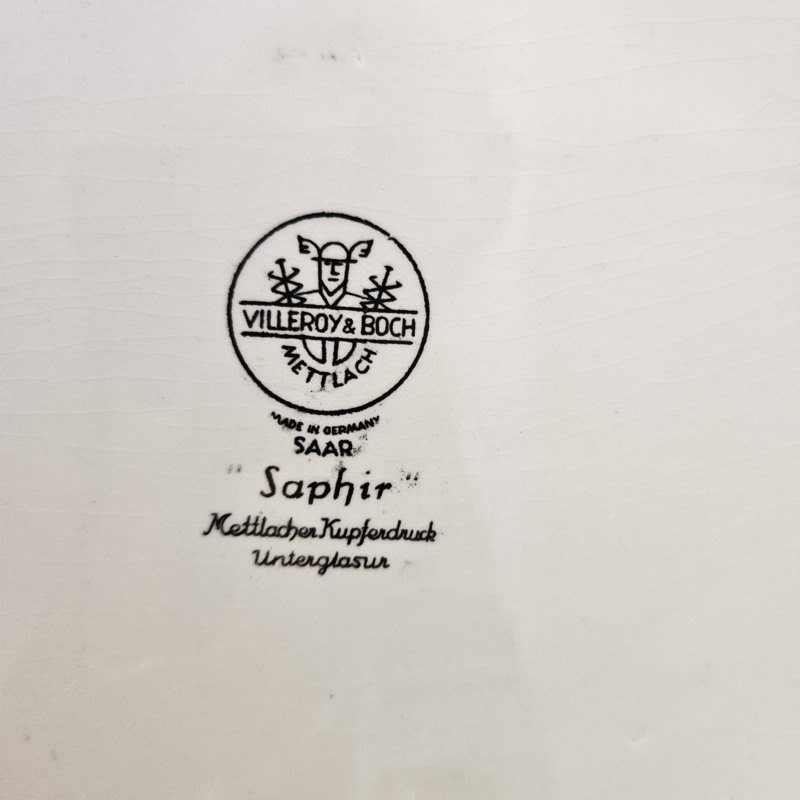 VILLEROY & BOCH
METTLACH
MADE IN GERMANY
SAAR
"Saphir"
Mettlacher Kupferdruck
Unterglasur